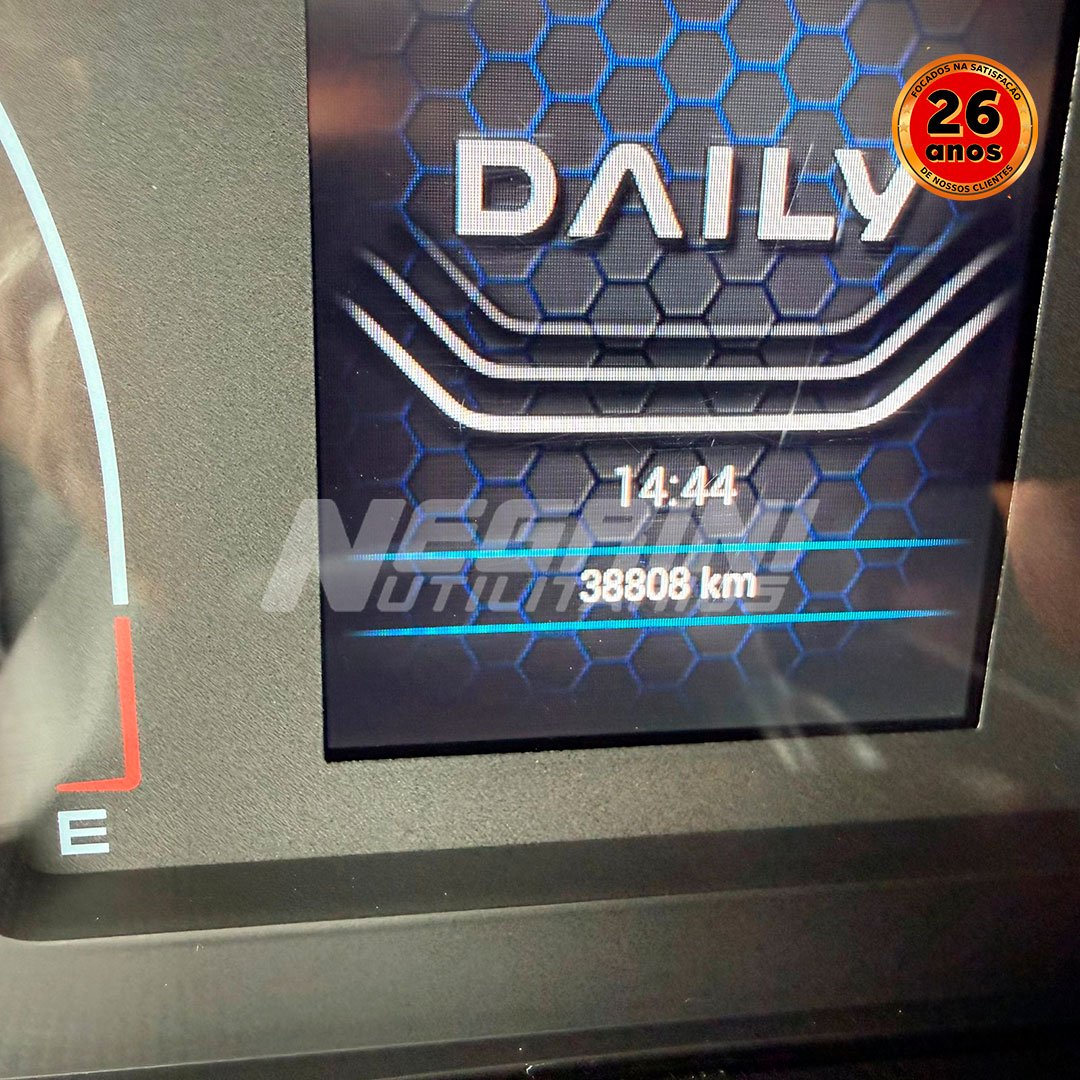 FOCADOS NA SATISFAÇÃO
26
anos
DE NOSSOS CLIENTES
DAILY
14:44
NEGRINI
UTILITÁRIOS
38808 km
E